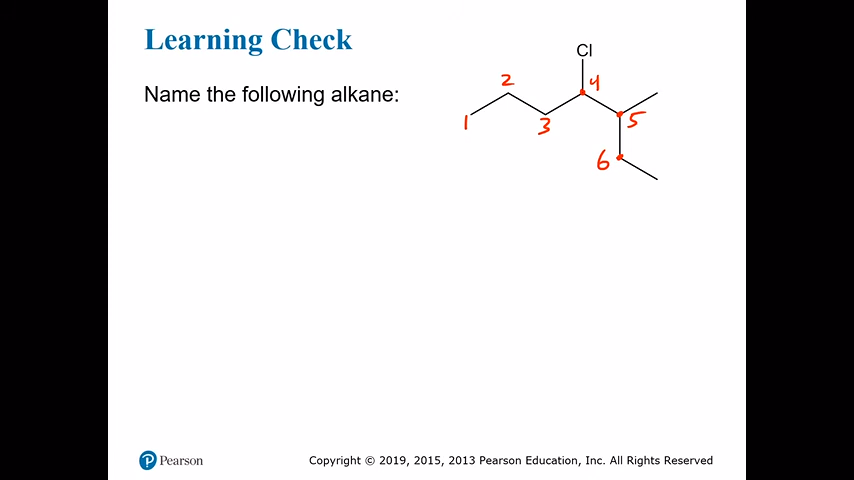 Learning Check
Name the following alkane:
Cl
2
4
1
3
5
6
Pearson
Copyright © 2019, 2015, 2013 Pearson Education, Inc. All Rights Reserved